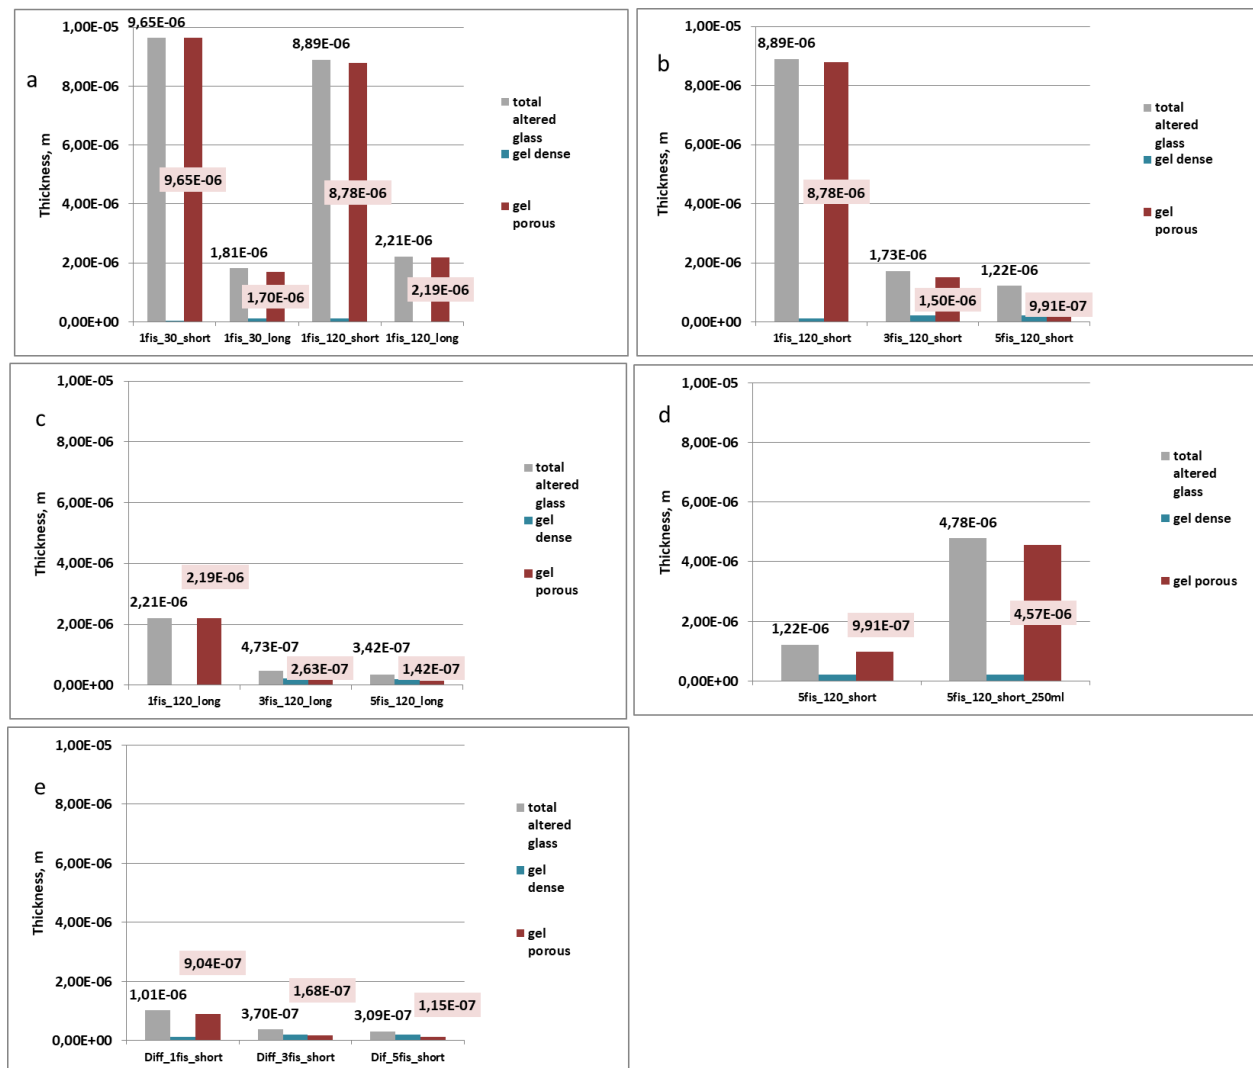 a
1,00E-05
8,00E-06
6,00E-06
4,00E-06
2,00E-06
0,00E+00
Thickness, m
9,65E-06
9,65E-06
1,81E-06
1,70E-06
8,89E-06
8,78E-06
2,21E-06
2,19E-06
1fis_30_short
1fis_30_long
1fis_120_short
1fis_120_long
total
altered
glass
gel dense
gel
porous
b
1,00E-05
8,00E-06
6,00E-06
4,00E-06
2,00E-06
0,00E+00
Thickness, m
8,89E-06
8,78E-06
1,73E-06
1,50E-06
1,22E-06
9,91E-07
1fis_120_short
3fis_120_short
5fis_120_short
total
altered
glass
gel dense
gel
porous
c
1,00E-05
8,00E-06
6,00E-06
4,00E-06
2,00E-06
0,00E+00
Thickness, m
2,21E-06
2,19E-06
4,73E-07
2,63E-07
3,42E-07
1,42E-07
1fis_120_long
3fis_120_long
5fis_120_long
total
altered
glass
gel
dense
gel
porous
d
1,00E-05
8,00E-06
6,00E-06
4,00E-06
2,00E-06
0,00E+00
Thickness, m
1,22E-06
9,91E-07
4,78E-06
4,57E-06
5fis_120_short
5fis_120_short_250ml
total
altered
glass
gel dense
gel porous
e
1,00E-05
8,00E-06
6,00E-06
4,00E-06
2,00E-06
0,00E+00
Thickness, m
1,01E-06
9,04E-07
3,70E-07
1,68E-07
3,09E-07
1,15E-07
Diff_1fis_short
Diff_3fis_short
Dif_5fis_short
total
altered
glass
gel
dense
gel
porous